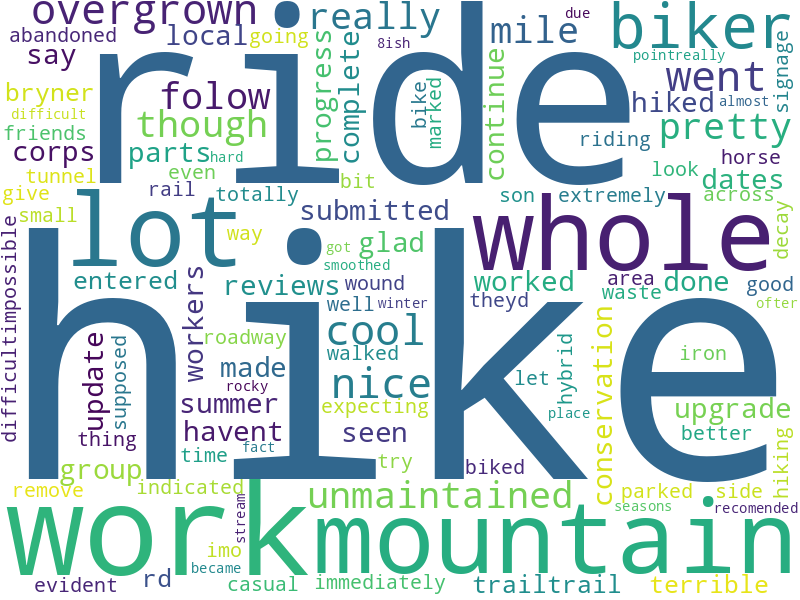 overgrown
ride
really
mile
biker
due
abandoned
local
going
8ish
pointreally
say
bryner
folow
progress
complete
bike
marked
continue
went
signage
difficult
though
hiked
almost
pretty
friends
corps
parts
hard
riding
horse
tunnel
even
look
dates
give
rail
totally
bit
son
extremely
across
small
lot
submitted
whole
decay
way
glad
got
smoothed
difficultimpossible
hike
entered
workers
reviews
wound
worked
area
done
good
theyd
waste
well
winter
ofter
update
supposed
roadway
cool
walked
hybrid
conservation
iron
made
nice
let
rocky
expecting
summer
place
upgrade
thing
havent
seen
better
time
fact
try
biked
hiking
group
remove
indicated
unmaintained
parked
side
stream
seasons
recomended
work
mountain
imo
became
evident
rd
casual
immediately
trailtrail
terrible